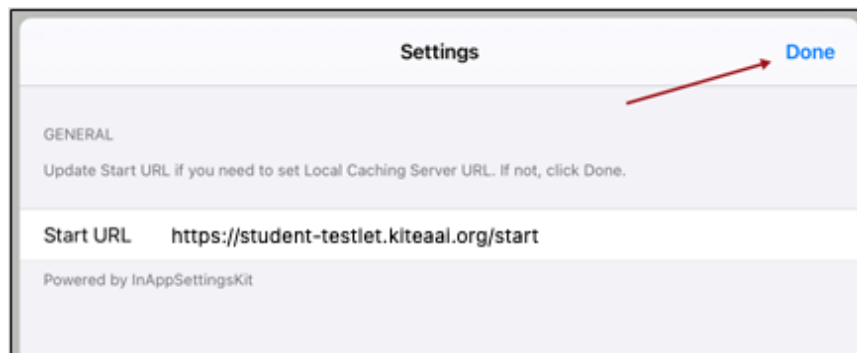 Settings
Done
GENERAL
Update Start URL if you need to set Local Caching Server URL. If not, click Done.
Start URL https://student-testlet.kiteaai.org/start
Powered by InAppSettingsKit